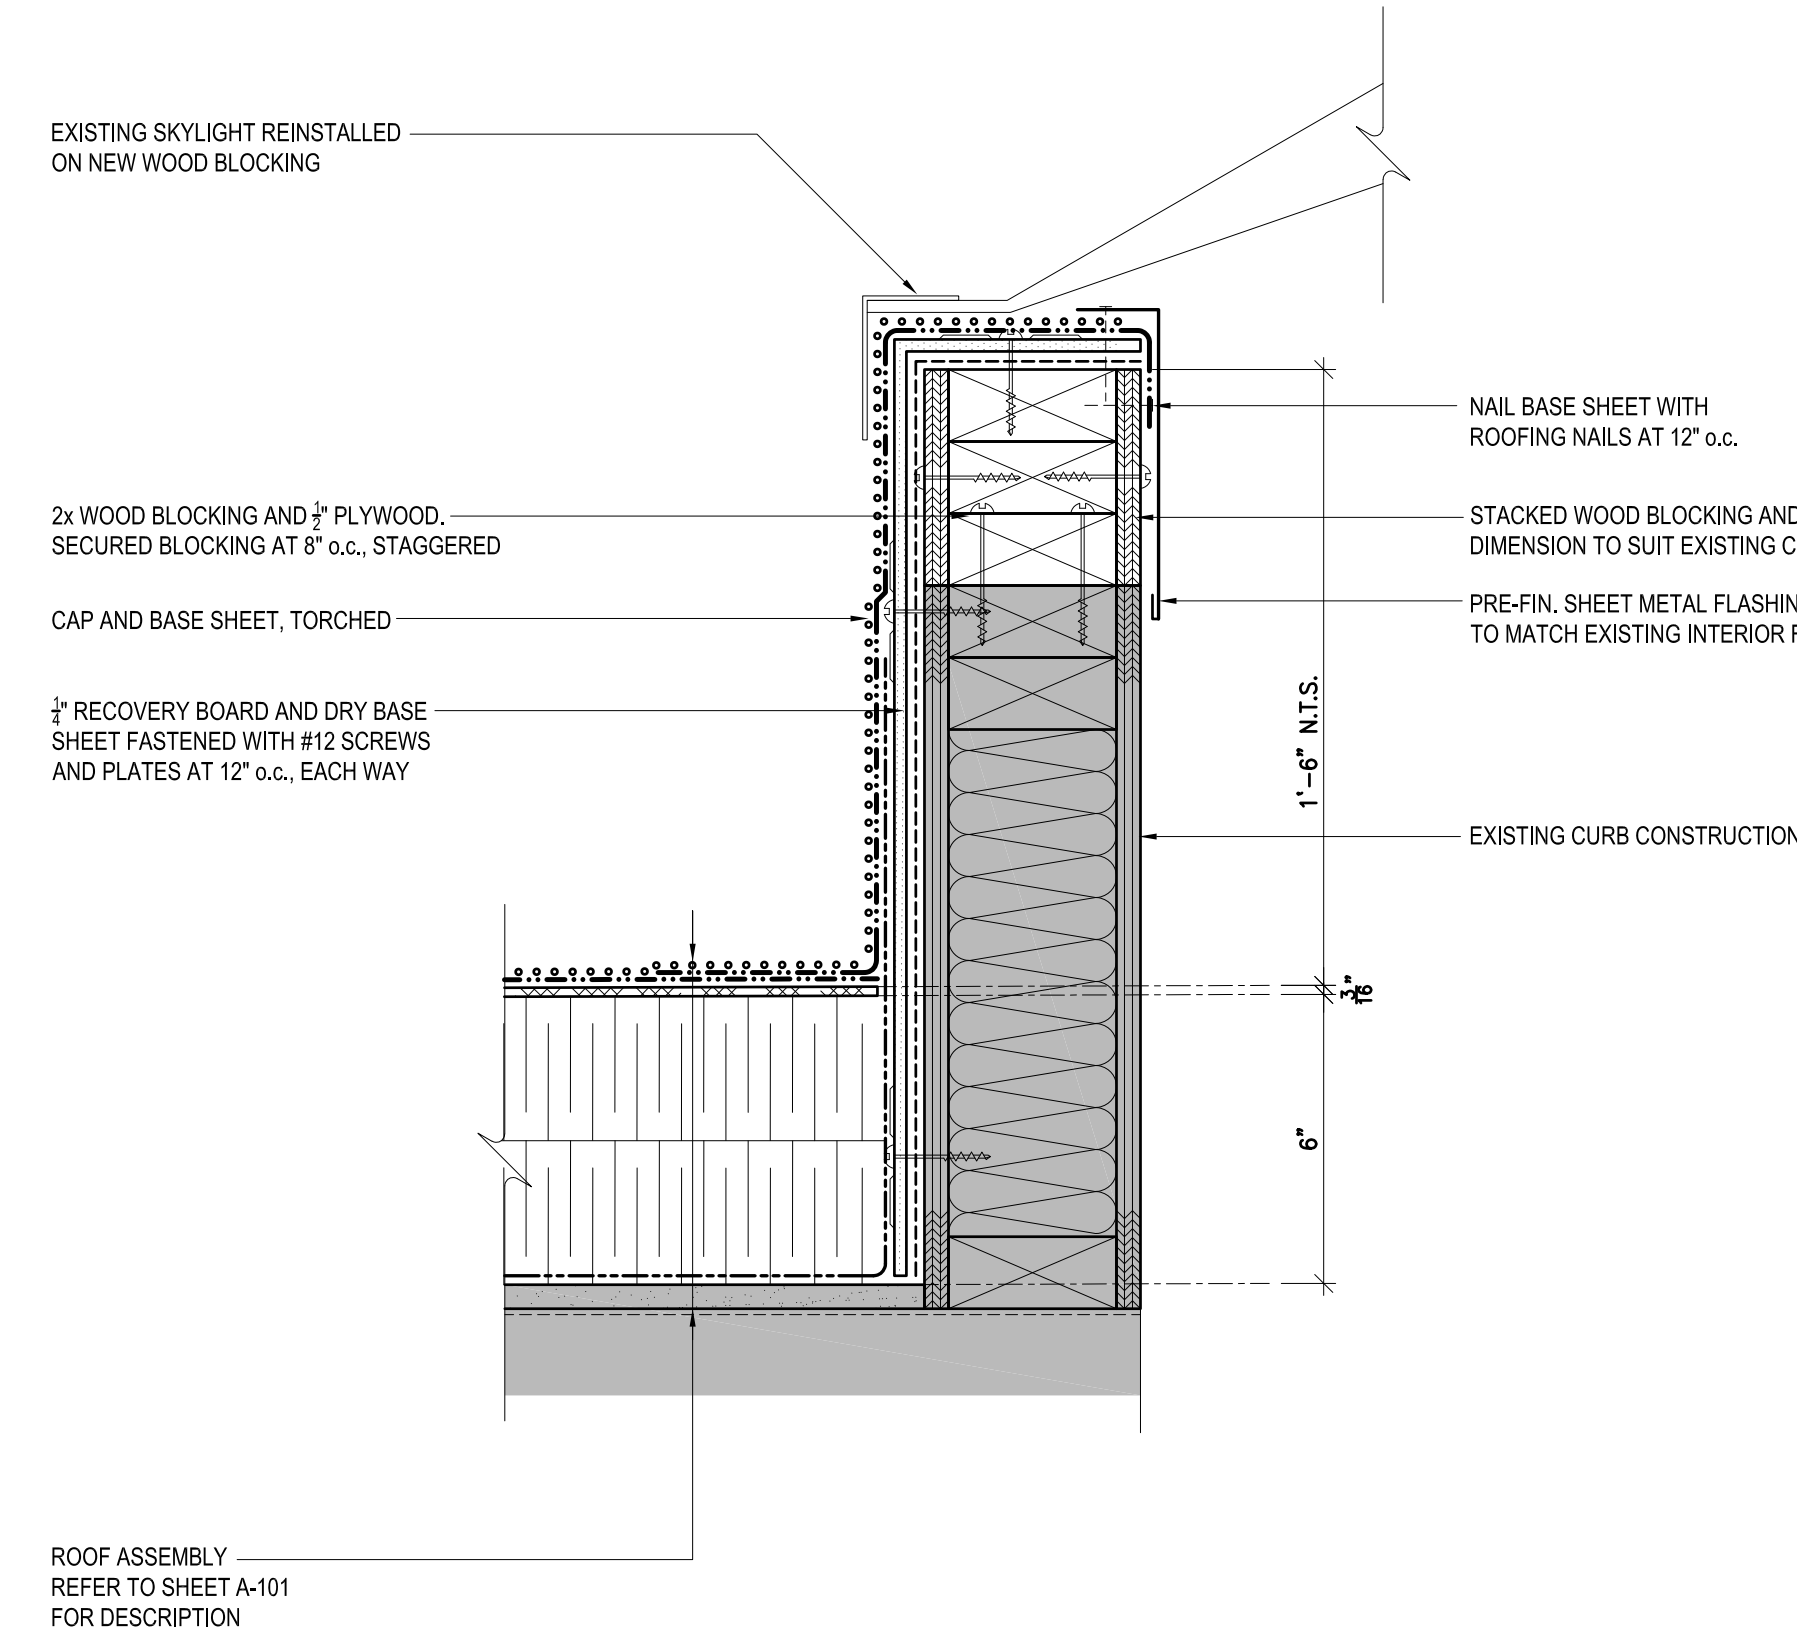 EXISTING SKYLIGHT REINSTALLED
ON NEW WOOD BLOCKING
2x WOOD BLOCKING AND 1/2" PLYWOOD.
SECURED BLOCKING AT 8" o.c., STAGGERED
CAP AND BASE SHEET, TORCHED
1/4" RECOVERY BOARD AND DRY BASE
SHEET FASTENED WITH #12 SCREWS
AND PLATES AT 12" o.c., EACH WAY
ROOF ASSEMBLY
REFER TO SHEET A-101
FOR DESCRIPTION
NAIL BASE SHEET WITH
ROOFING NAILS AT 12" o.c.
STACKED WOOD BLOCKING AND
DIMENSION TO SUIT EXISTING
PRE-FIN. SHEET METAL
TO MATCH EXISTING INTERIOR
EXISTING CURB CONSTRUCTION
1'-6" N.T.S.
3/16"
6"